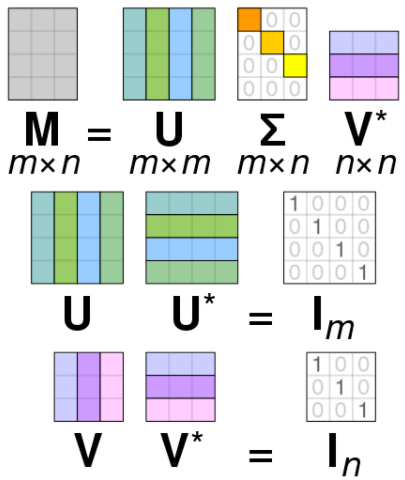 0 0
0 0
0 0
0 0 0
M = U Σ V*
m×n m×m m×n n×n
1 0 0 0
0 1 0 0
0 0 1 0
0 0 0 1
U U* = Iₘ
1 0 0
0 1 0
0 0 1
V V* = Iₙ